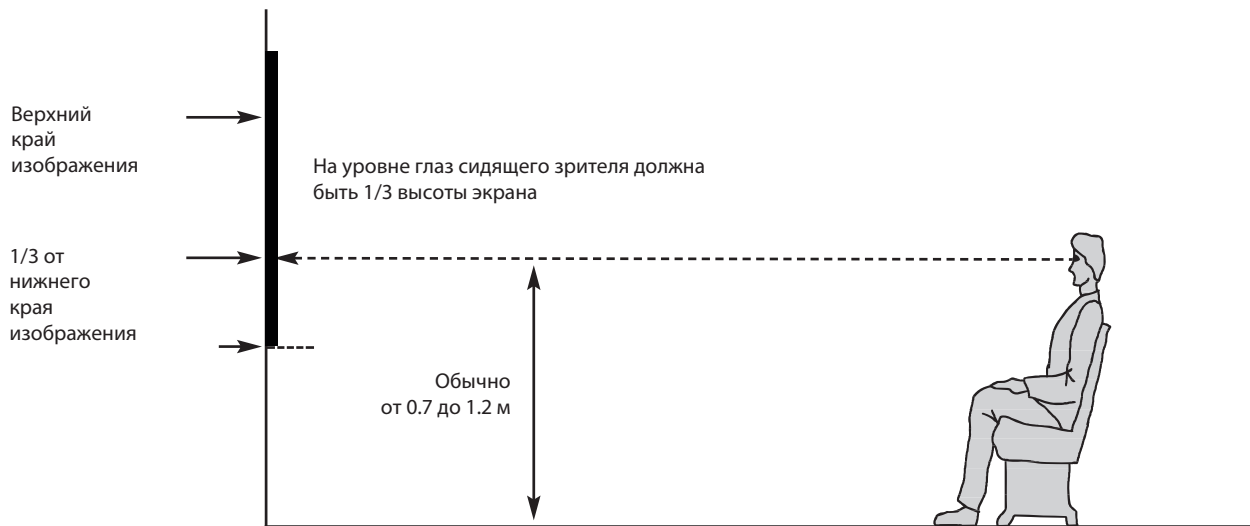 Верхний
край
изображения
На уровне глаз сидящего зрителя должна
быть 1/3 высоты экрана
1/3 от
нижнего
края
изображения
Обычно
от 0.7 до 1.2 м